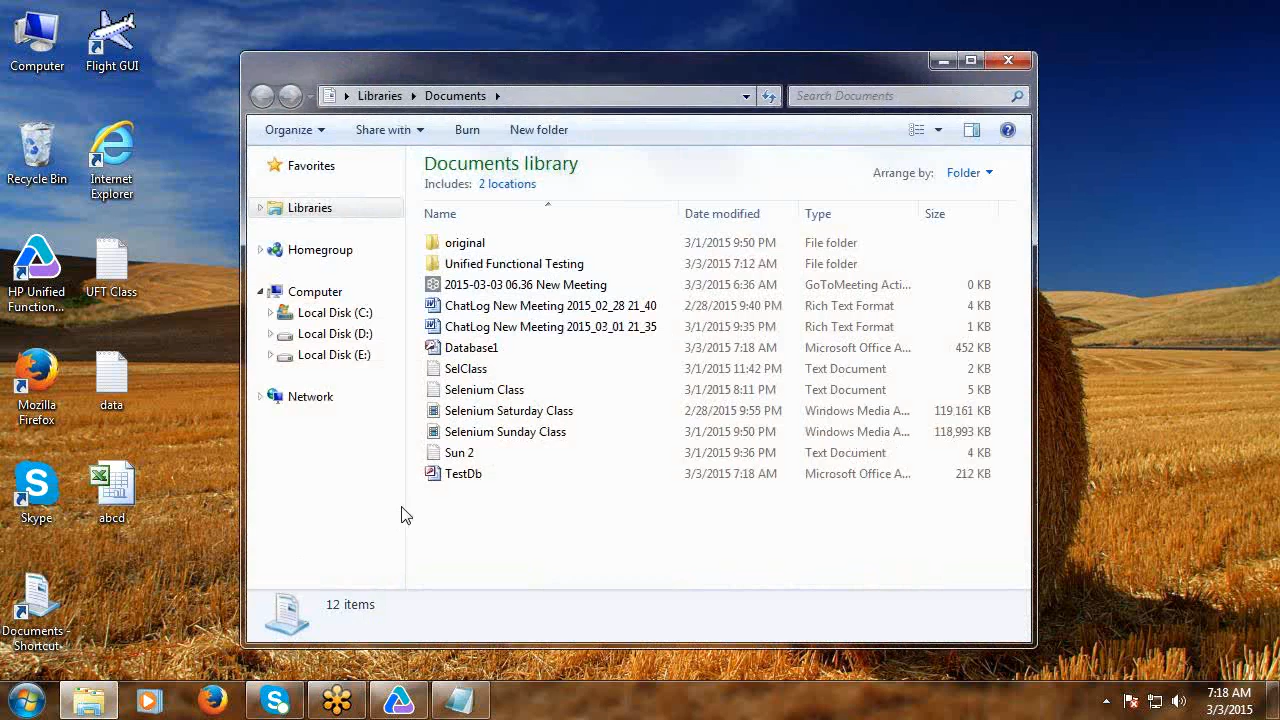 Computer
Flight GUI
Recycle Bin
Internet
Explorer
HP Unified
Function...
UFT Class
Mozilla
Firefox
data
Skype
abcd
Documents -
Shortcut
Libraries Documents
Search Documents
Organize Share with Burn New folder
Favorites
Libraries
Homegroup
Computer
Local Disk (C:)
Local Disk (D:)
Local Disk (E:)
Network
Documents library
Includes: 2 locations
Arrange by: Folder
Name Date modified Type Size
original 3/1/2015 9:50 PM File folder
Unified Functional Testing 3/3/2015 7:12 AM File folder
2015-03-03 06.36 New Meeting 3/3/2015 6:36 AM GoToMeeting Acti... 0 KB
ChatLog New Meeting 2015_02_28 21_40 2/28/2015 9:40 PM Rich Text Format 4 KB
ChatLog New Meeting 2015_03_01 21_35 3/1/2015 9:35 PM Rich Text Format 1 KB
Database1 3/3/2015 7:18 AM Microsoft Office A... 452 KB
SelClass 3/1/2015 11:42 PM Text Document 2 KB
Selenium Class 3/1/2015 8:11 PM Text Document 5 KB
Selenium Saturday Class 2/28/2015 9:55 PM Windows Media A... 119,161 KB
Selenium Sunday Class 3/1/2015 9:50 PM Windows Media A... 118,993 KB
Sun 2 3/1/2015 9:36 PM Text Document 4 KB
TestDb 3/3/2015 7:18 AM Microsoft Office A... 212 KB
12 items
7:18 AM
3/3/2015